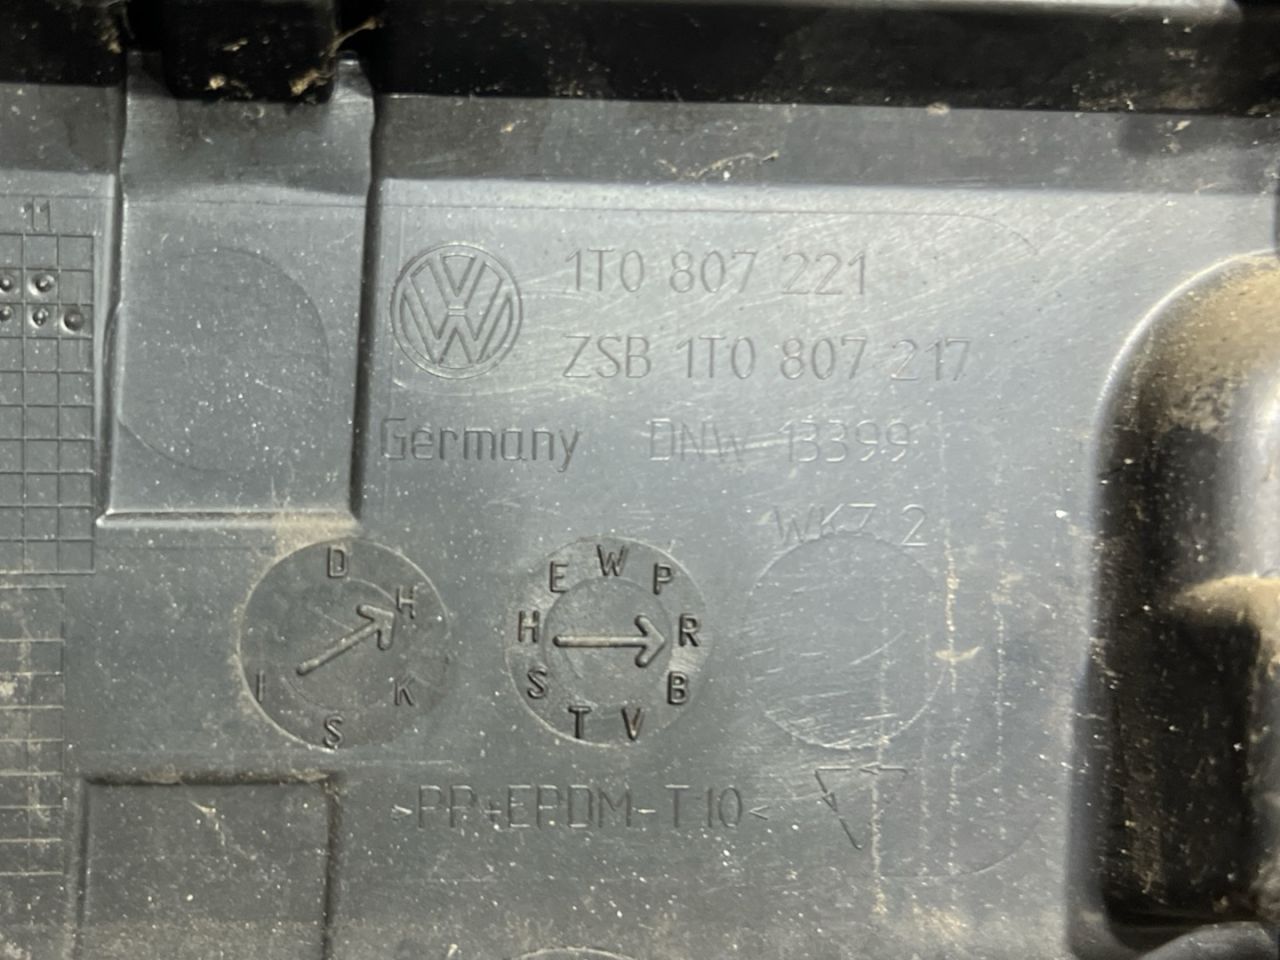 11
1T0 807 221
ZSB 1T0 807 217
Germany DNW 13399
WKZ 2
D
H
K
S
I
W
P
R
B
V
T
S
H
E
>PP+EPDM-T10<